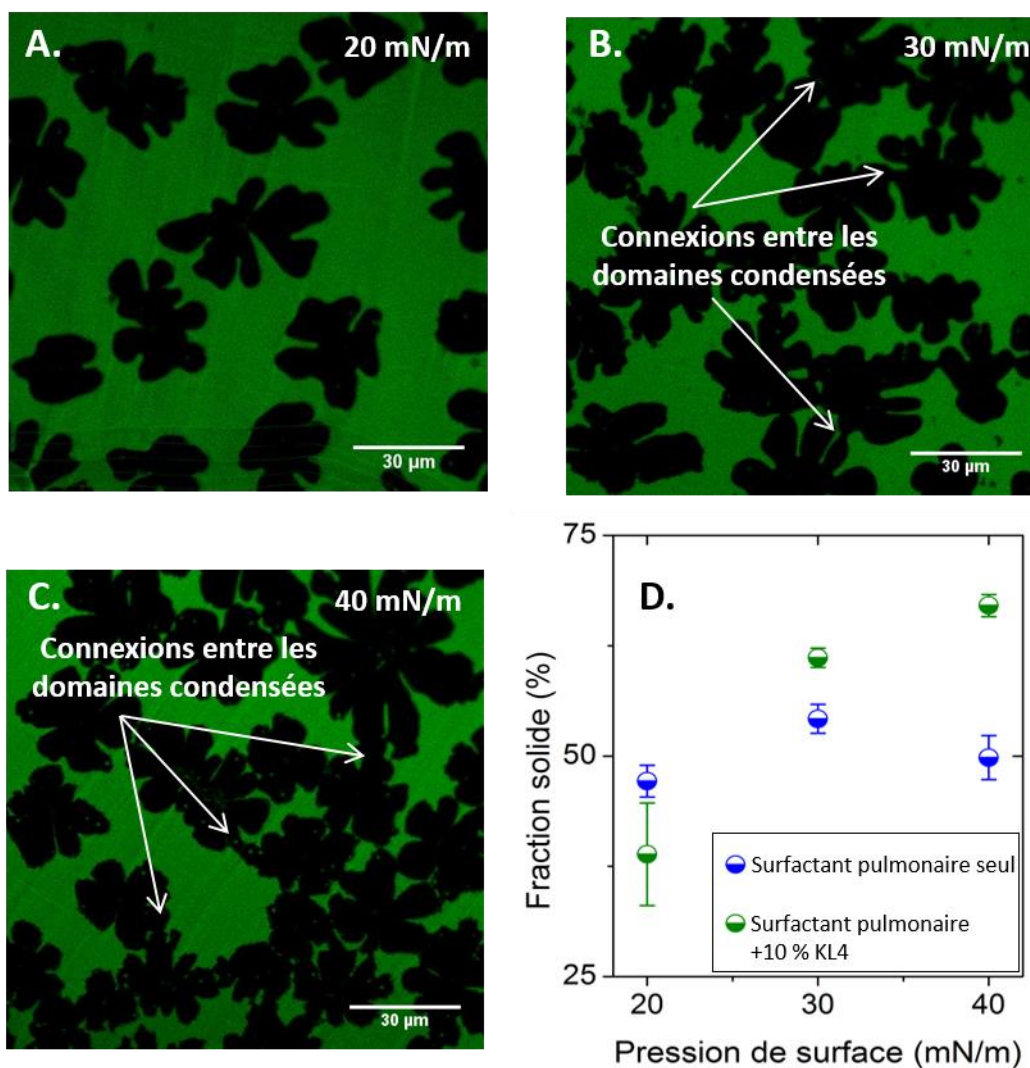 A.
20 mN/m
30 µm
B.
30 mN/m
Connexions entre les
domaines condensées
30 µm
C.
40 mN/m
Connexions entre les
domaines condensées
30 µm
D.
75
50
25
Fraction solide (%)
20
30
40
Pression de surface (mN/m)
Surfactant pulmonaire seul
Surfactant pulmonaire
+10 % KL4